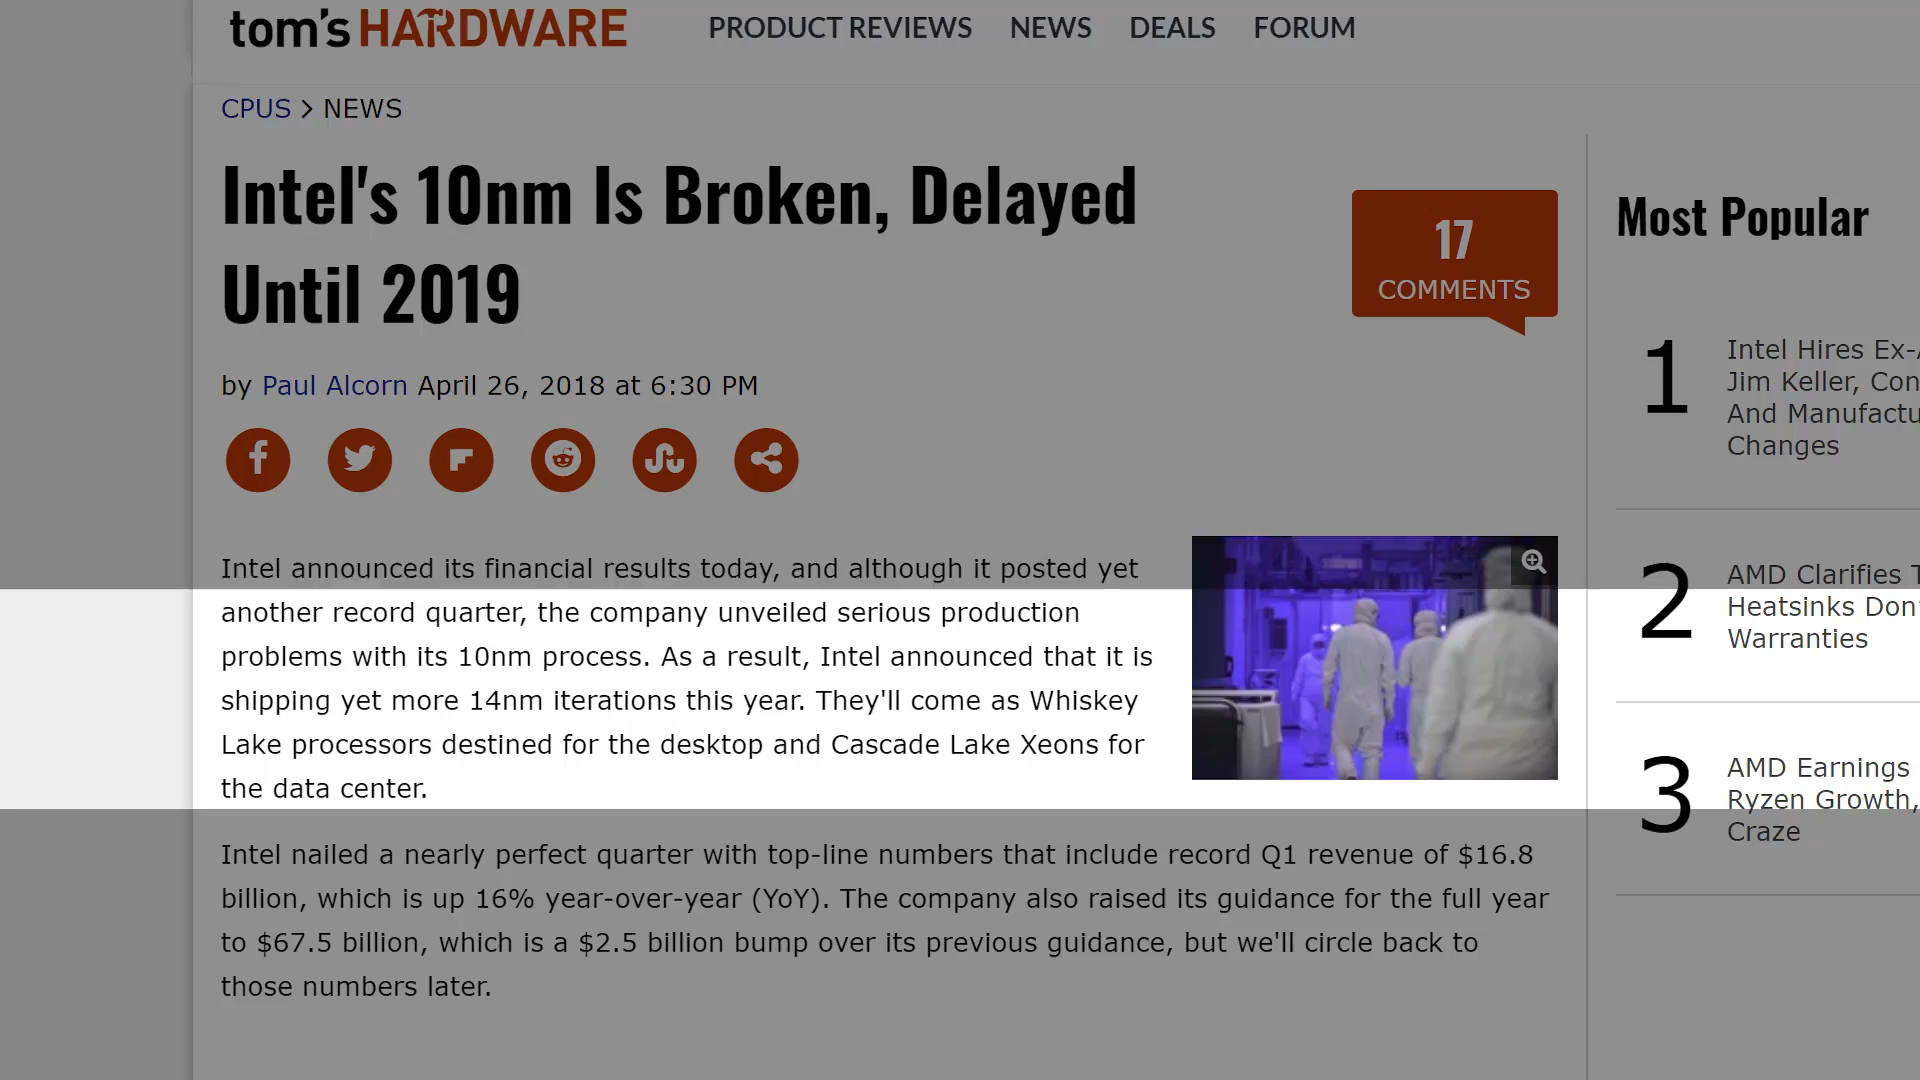 tom's HARDWARE
PRODUCT REVIEWS NEWS DEALS FORUM
CPUS > NEWS
Intel's 10nm Is Broken, Delayed
Until 2019
17
COMMENTS
by Paul Alcorn April 26, 2018 at 6:30 PM
Intel announced its financial results today, and although it posted yet
another record quarter, the company unveiled serious production
problems with its 10nm process. As a result, Intel announced that it is
shipping yet more 14nm iterations this year. They'll come as Whiskey
Lake processors destined for the desktop and Cascade Lake Xeons for
the data center.
Intel nailed a nearly perfect quarter with top-line numbers that include record Q1 revenue of $16.8
billion, which is up 16% year-over-year (YoY). The company also raised its guidance for the full year
to $67.5 billion, which is a $2.5 billion bump over its previous guidance, but we'll circle back to
those numbers later.
Most Popular
1
Intel Hires Ex-
Jim Keller, Con
And Manufactu
Changes
2
AMD Clarifies T
Heatsinks Don'
Warranties
3
AMD Earnings
Ryzen Growth,
Craze